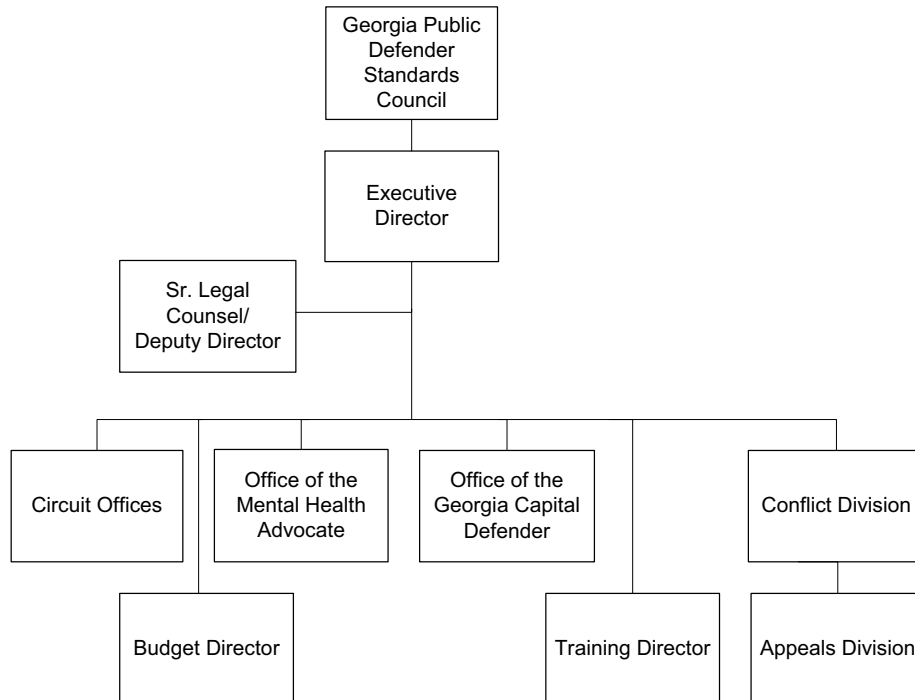 Georgia Public
Defender
Standards
Council
Executive
Director
Sr. Legal
Counsel/
Deputy Director
Circuit Offices
Office of the
Mental Health
Advocate
Office of the
Georgia Capital
Defender
Conflict Division
Budget Director
Training Director
Appeals Division